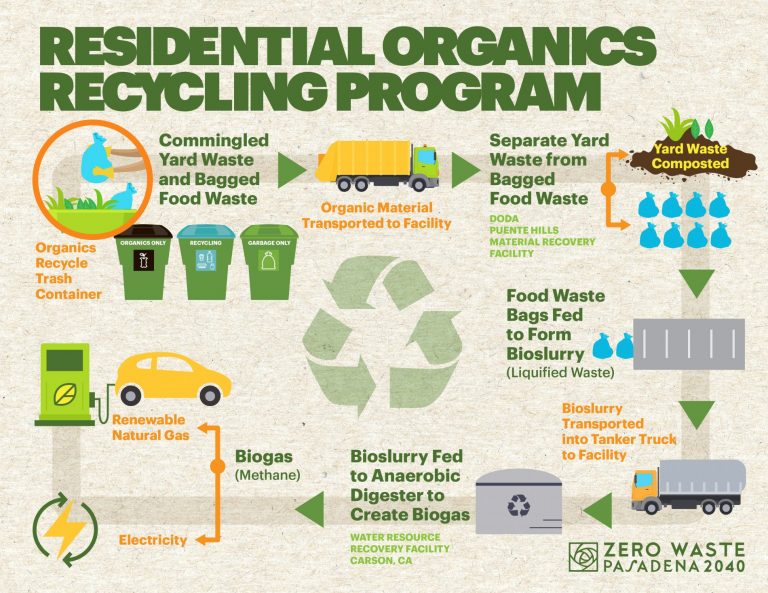 RESIDENTIAL ORGANICS
RECYCLING PROGRAM
Commingled
Yard Waste
and Bagged
Food Waste
Organics
Recycle
Trash
Container
ORGANICS ONLY
RECYCLING
GARBAGE ONLY
Organic Material
Transported to Facility
Separate Yard
Waste from
Bagged
Food Waste
DODA
PUENTE HILLS
MATERIAL RECOVERY
FACILITY
Yard Waste
Composted
Food Waste
Bags Fed
to Form
Bioslurry
(Liquified Waste)
Bioslurry
Transported
into Tanker Truck
to Facility
Bioslurry Fed
to Anaerobic
Digester to
Create Biogas
WATER RESOURCE
RECOVERY FACILITY
CARSON, CA
Biogas
(Methane)
Renewable
Natural Gas
Electricity
ZERO WASTE
PASADENA 2040